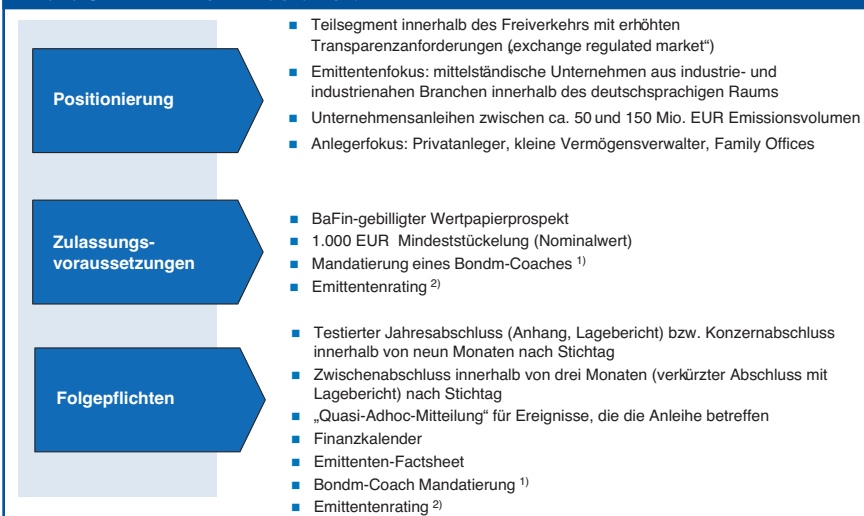 Positionierung
Teilsegment innerhalb des Freiverkehrs mit erhöhten
Transparenzanforderungen („exchange regulated market“)
Emittentenfokus: mittelständische Unternehmen aus industrie- und
industrienahen Branchen innerhalb des deutschsprachigen Raums
Unternehmensanleihen zwischen ca. 50 und 150 Mio. EUR Emissionsvolumen
Anlegerfokus: Privatanleger, kleine Vermögensverwalter, Family Offices
Zulassungs-
voraussetzungen
BaFin-gebilligter Wertpapierprospekt
1.000 EUR Mindeststückelung (Nominalwert)
Mandatierung eines Bondm-Coaches 1)
Emittentenrating 2)
Folgepflichten
Testierter Jahresabschluss (Anhang, Lagebericht) bzw. Konzernabschluss
innerhalb von neun Monaten nach Stichtag
Zwischenabschluss innerhalb von drei Monaten (verkürzter Abschluss mit
Lagebericht) nach Stichtag
„Quasi-Adhoc-Mitteilung“ für Ereignisse, die die Anleihe betreffen
Finanzkalender
Emittenten-Factsheet
Bondm-Coach Mandatierung 1)
Emittentenrating 2)